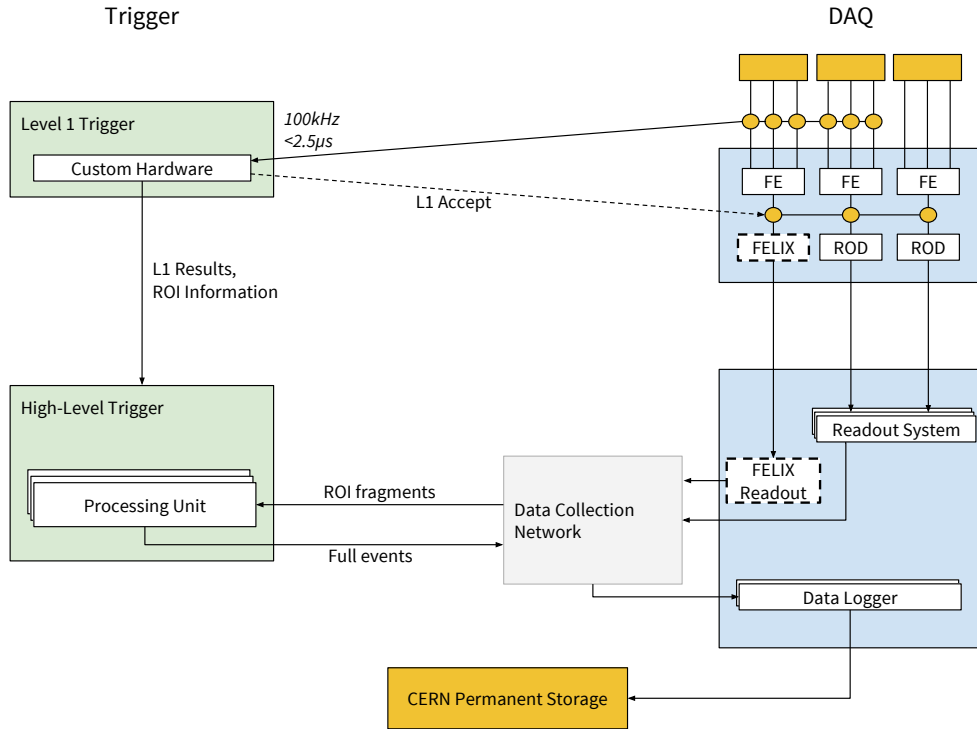 Trigger
DAQ
Level 1 Trigger
Custom Hardware
100kHz
<2.5µs
L1 Accept
FE
FE
FE
FELIX
ROD
ROD
L1 Results,
ROI Information
High-Level Trigger
Processing Unit
ROI fragments
Full events
Data Collection
Network
Readout System
FELIX
Readout
Data Logger
CERN Permanent Storage